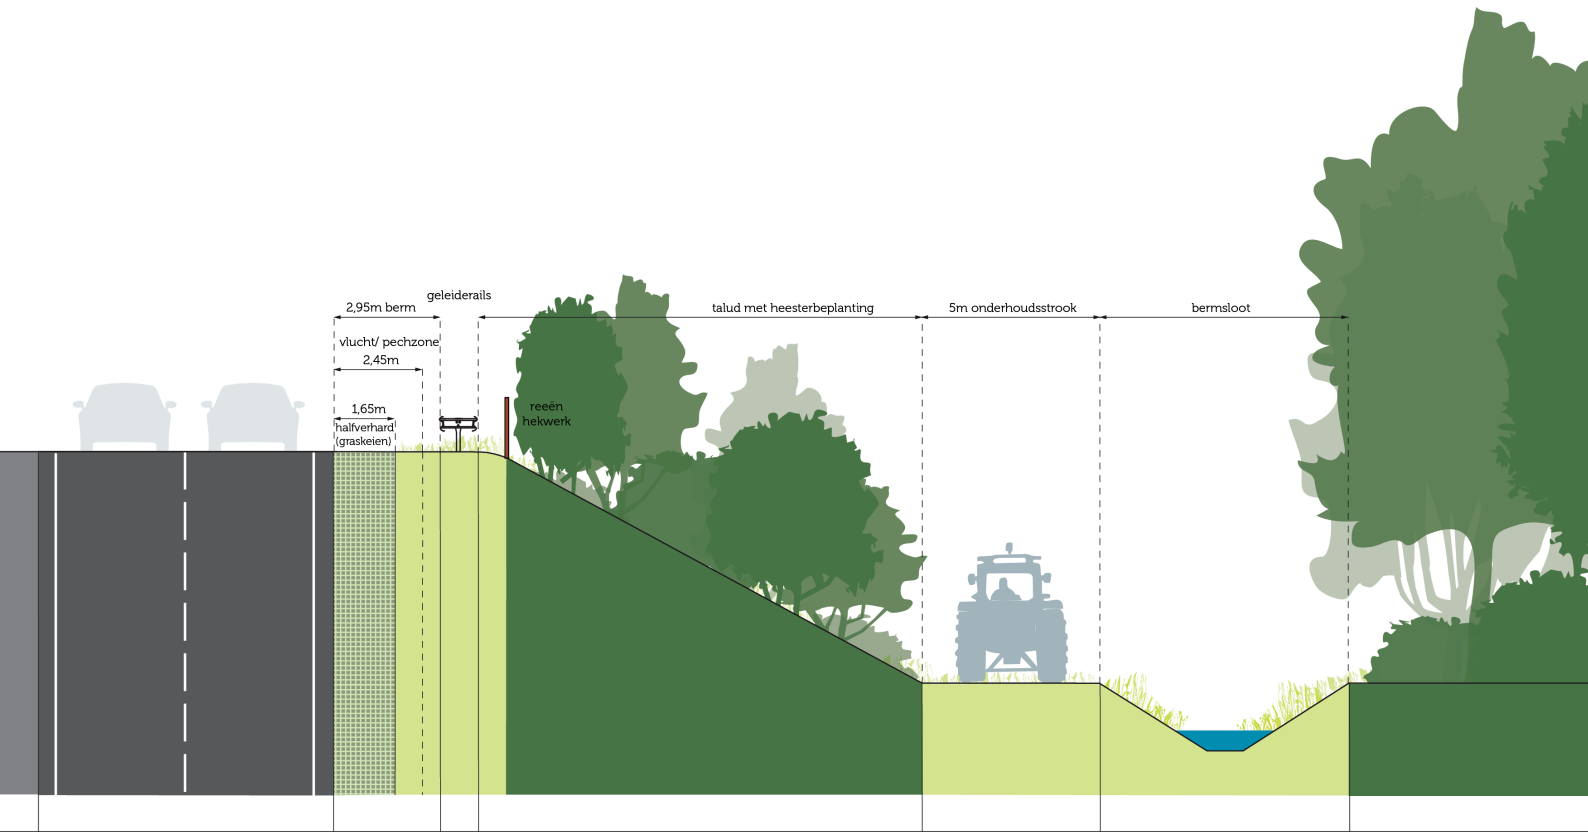 geleiderails
2,95m berm
talud met heesterbeplanting
5m onderhoudsstrook
bermsloot
vlucht/ pechzone
2,45m
1,65m
halfverhard
(graskeien)
reeën
hekwerk